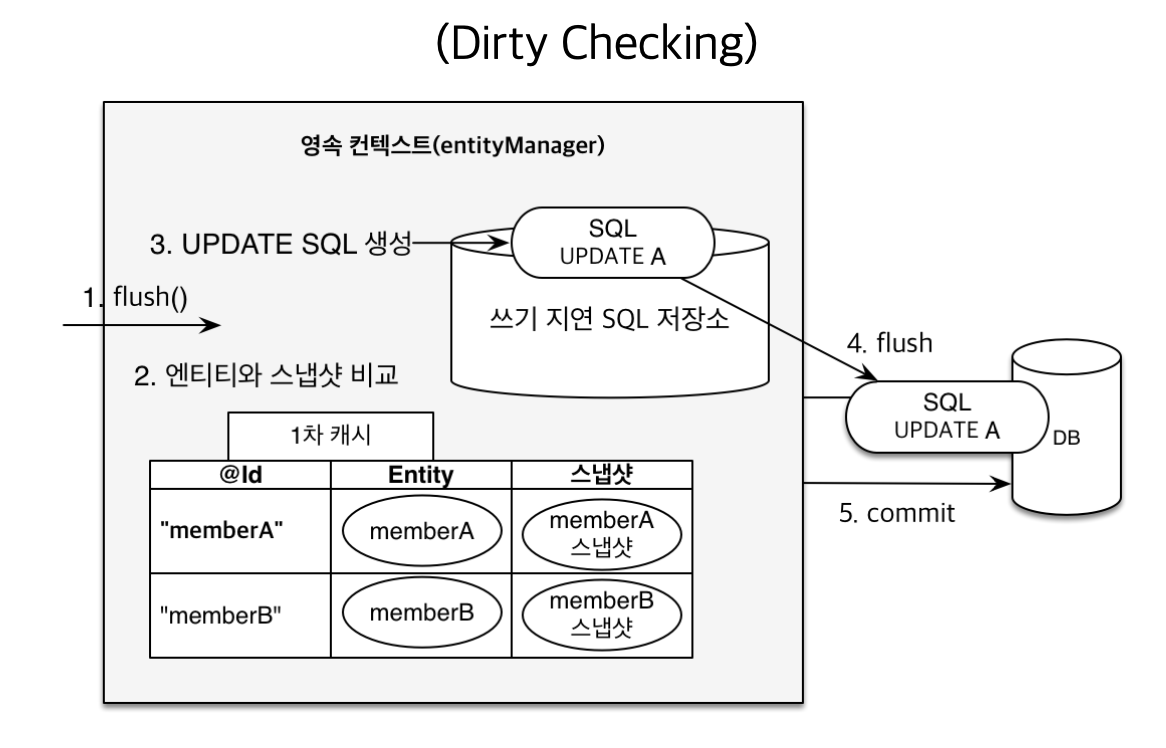 (Dirty Checking)
영속 컨텍스트(entityManager)
3. UPDATE SQL 생성
SQL
UPDATE A
1. flush()
쓰기 지연 SQL 저장소
2. 엔티티와 스냅샷 비교
4. flush
SQL
UPDATE A
DB
5. commit
1차 캐시
@Id
Entity
스냅샷
"memberA"
memberA
memberA
스냅샷
"memberB"
memberB
memberB
스냅샷